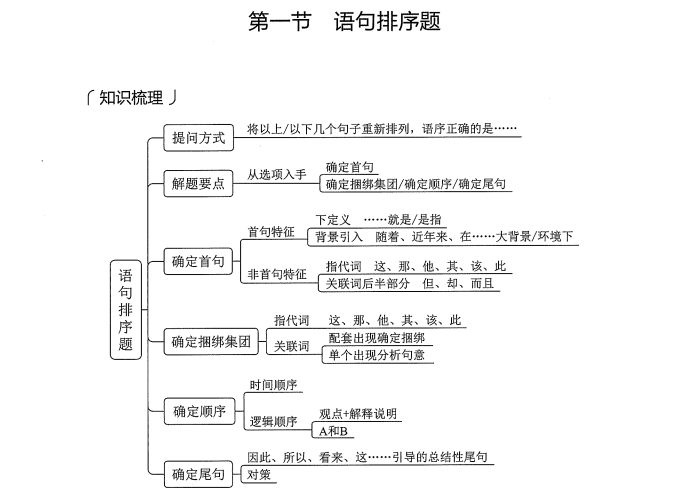 第一节 语句排序题
知识梳理
语句排序题
提问方式
将以上/以下几个句子重新排列，语序正确的是……
解题要点
从选项入手
确定首句
确定捆绑集团/确定顺序/确定尾句
确定首句
首句特征
下定义 ……就是/是指
背景引入 随着、近年来、在……大背景/环境下
非首句特征
指代词 这、那、他、其、该、此
关联词后半部分 但、却、而且
确定捆绑集团
指代词 这、那、他、其、该、此
关联词
配套出现确定捆绑
单个出现分析句意
确定顺序
时间顺序
逻辑顺序
观点+解释说明
A和B
确定尾句
因此、所以、看来、这……引导的总结性尾句
对策